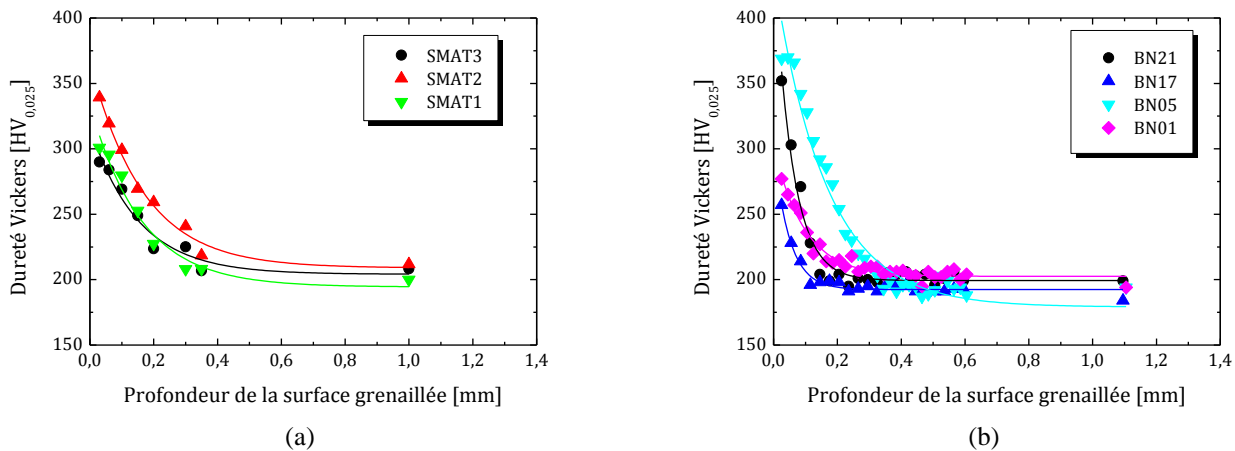 400
350
300
250
200
150
Dureté Vickers [HV0,025]
SMAT3
SMAT2
SMAT1
0,0 0,2 0,4 0,6 0,8 1,0 1,2 1,4
Profondeur de la surface grenaillée [mm]
(a)
400
350
300
250
200
150
Dureté Vickers [HV0,025]
BN21
BN17
BN05
BN01
0,0 0,2 0,4 0,6 0,8 1,0 1,2 1,4
Profondeur de la surface grenaillée [mm]
(b)